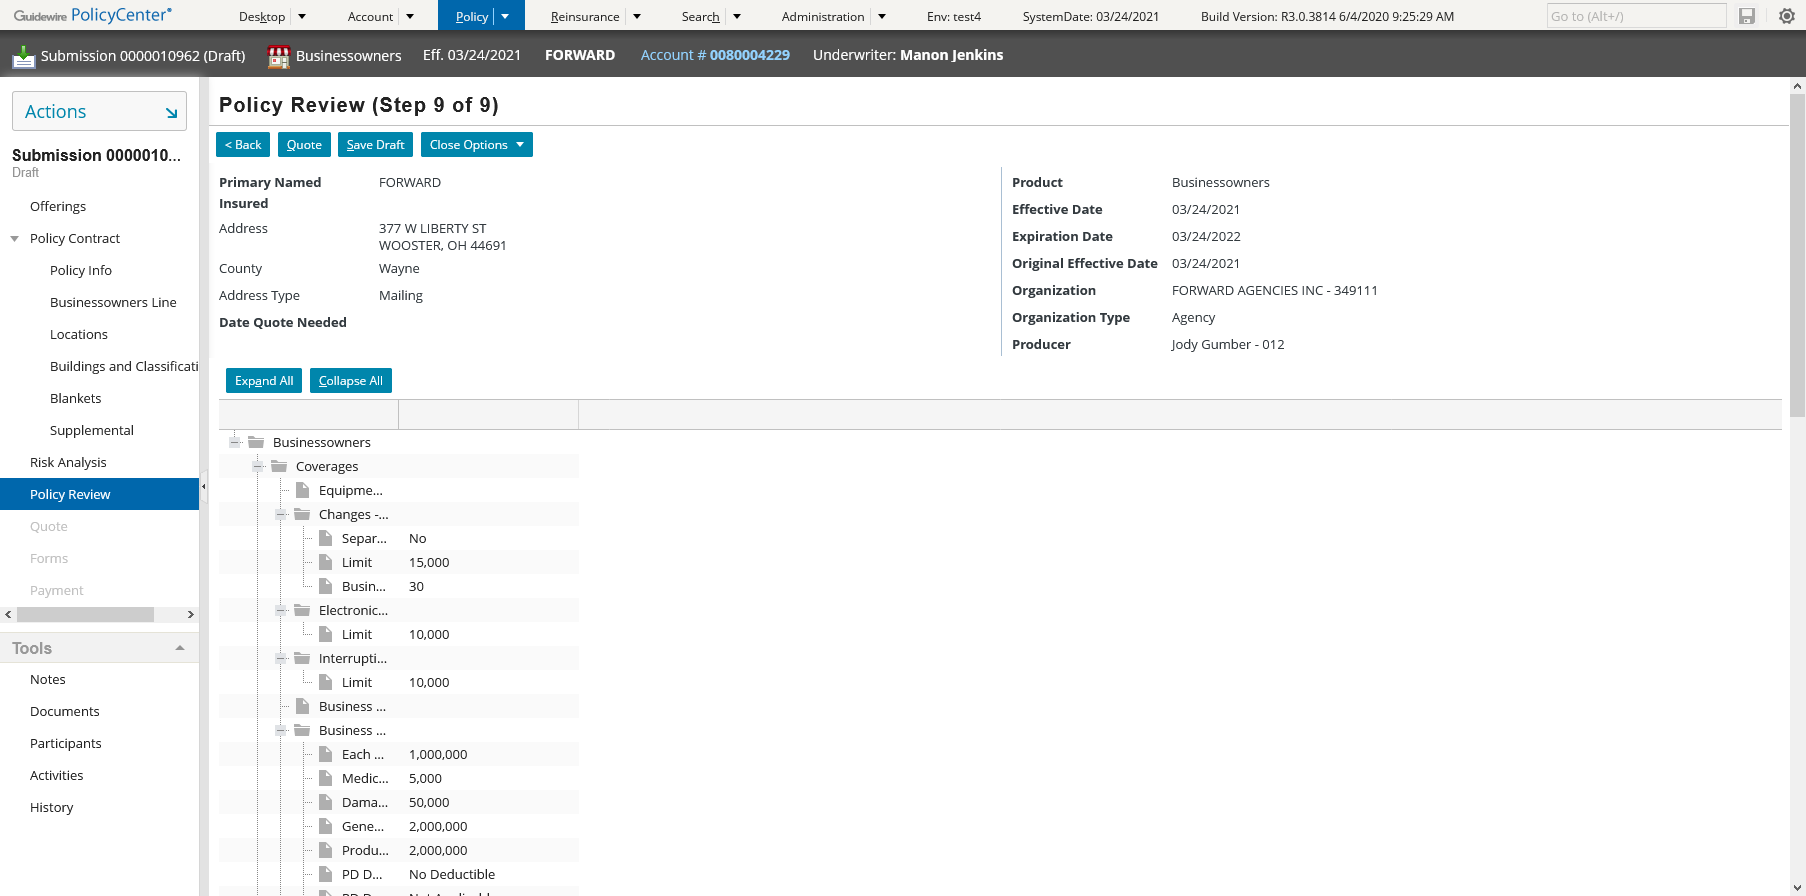 Guidewire PolicyCenter®
Desktop Account Policy Reinsurance Search Administration Env: test4 SystemDate: 03/24/2021 Build Version: R3.0.3814 6/4/2020 9:25:29 AM Go to (Alt+/)
Submission 0000010962 (Draft) Businessowners Eff. 03/24/2021 FORWARD Account # 0080004229 Underwriter: Manon Jenkins
Actions
Submission 0000010...
Draft
Offerings
Policy Contract
Policy Info
Businessowners Line
Locations
Buildings and Classificati
Blankets
Supplemental
Risk Analysis
Policy Review
Quote
Forms
Payment
Tools
Notes
Documents
Participants
Activities
History
Policy Review (Step 9 of 9)
< Back Quote Save Draft Close Options
Primary Named Insured FORWARD
Address 377 W LIBERTY ST
WOOSTER, OH 44691
County Wayne
Address Type Mailing
Date Quote Needed
Product Businessowners
Effective Date 03/24/2021
Expiration Date 03/24/2022
Original Effective Date 03/24/2021
Organization FORWARD AGENCIES INC - 349111
Organization Type Agency
Producer Jody Gumber - 012
Expand All Collapse All
Businessowners
Coverages
Equipme...
Changes -...
Separ... No
Limit 15,000
Busin... 30
Electronic...
Limit 10,000
Interrupti...
Limit 10,000
Business ...
Business ...
Each ... 1,000,000
Medic... 5,000
Dama... 50,000
Gene... 2,000,000
Produ... 2,000,000
PD D... No Deductible